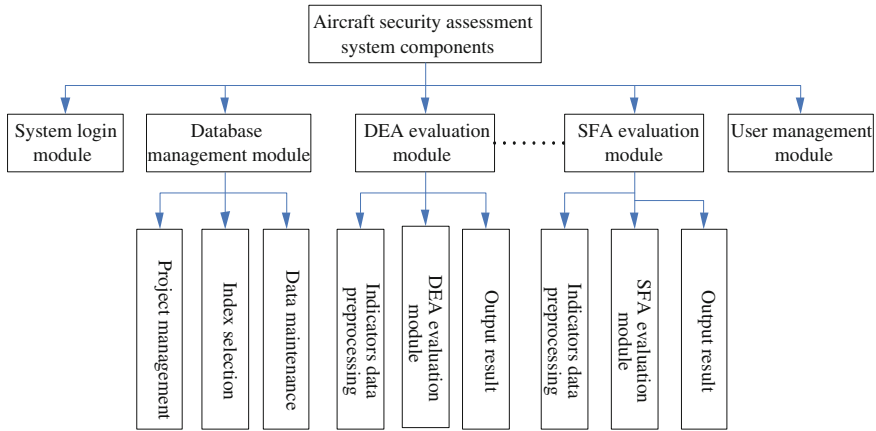 Aircraft security assessment
system components
System login
module
Database
management module
DEA evaluation
module
SFA evaluation
module
User management
module
Project management
Index selection
Data maintenance
Indicators data
preprocessing
DEA evaluation
module
Output result
Indicators data
preprocessing
SFA evaluation
module
Output result